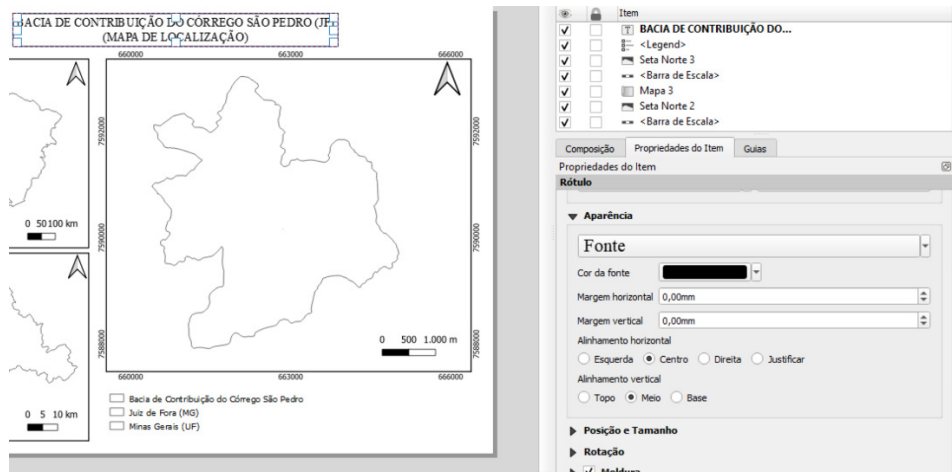 BACIA DE CONTRIBUIÇÃO DO CÓRREGO SÃO PEDRO (JF
(MAPA DE LOCALIZAÇÃO)
660000 663000 666000
7592000 7592000
7590000 7590000
7588000 7588000
0 50 100 km
0 500 1.000 m
660000 663000 666000
0 5 10 km
Bacia de Contribuição do Córrego São Pedro
Juiz de Fora (MG)
Minas Gerais (UF)
Item
BACIA DE CONTRIBUIÇÃO DO...
<Legend>
Seta Norte 3
<Barra de Escala>
Mapa 3
Seta Norte 2
<Barra de Escala>
Composição Propriedades do Item Guias
Propriedades do Item
Rótulo
Aparência
Fonte
Cor da fonte
Margem horizontal 0,00mm
Margem vertical 0,00mm
Alinhamento horizontal
Esquerda Centro Direita Justificar
Alinhamento vertical
Topo Meio Base
Posição e Tamanho
Rotação
Moldura